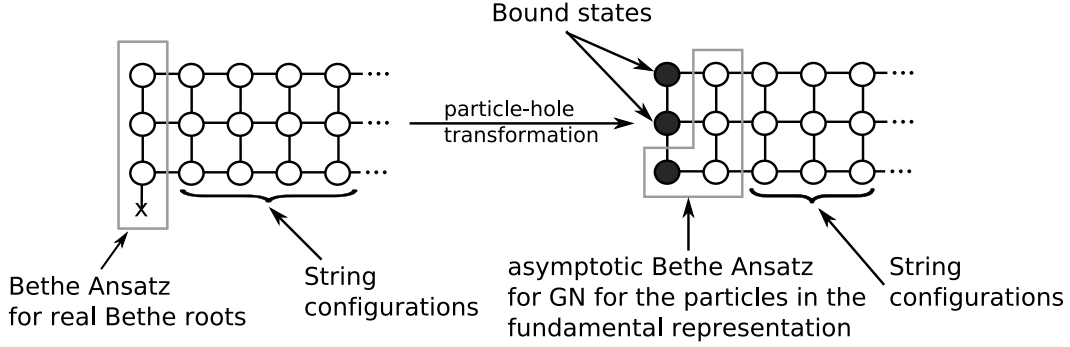 Bound states
particle-hole
transformation
x
Bethe Ansatz
for real Bethe roots
String
configurations
asymptotic Bethe Ansatz
for GN for the particles in the
fundamental representation
String
configurations